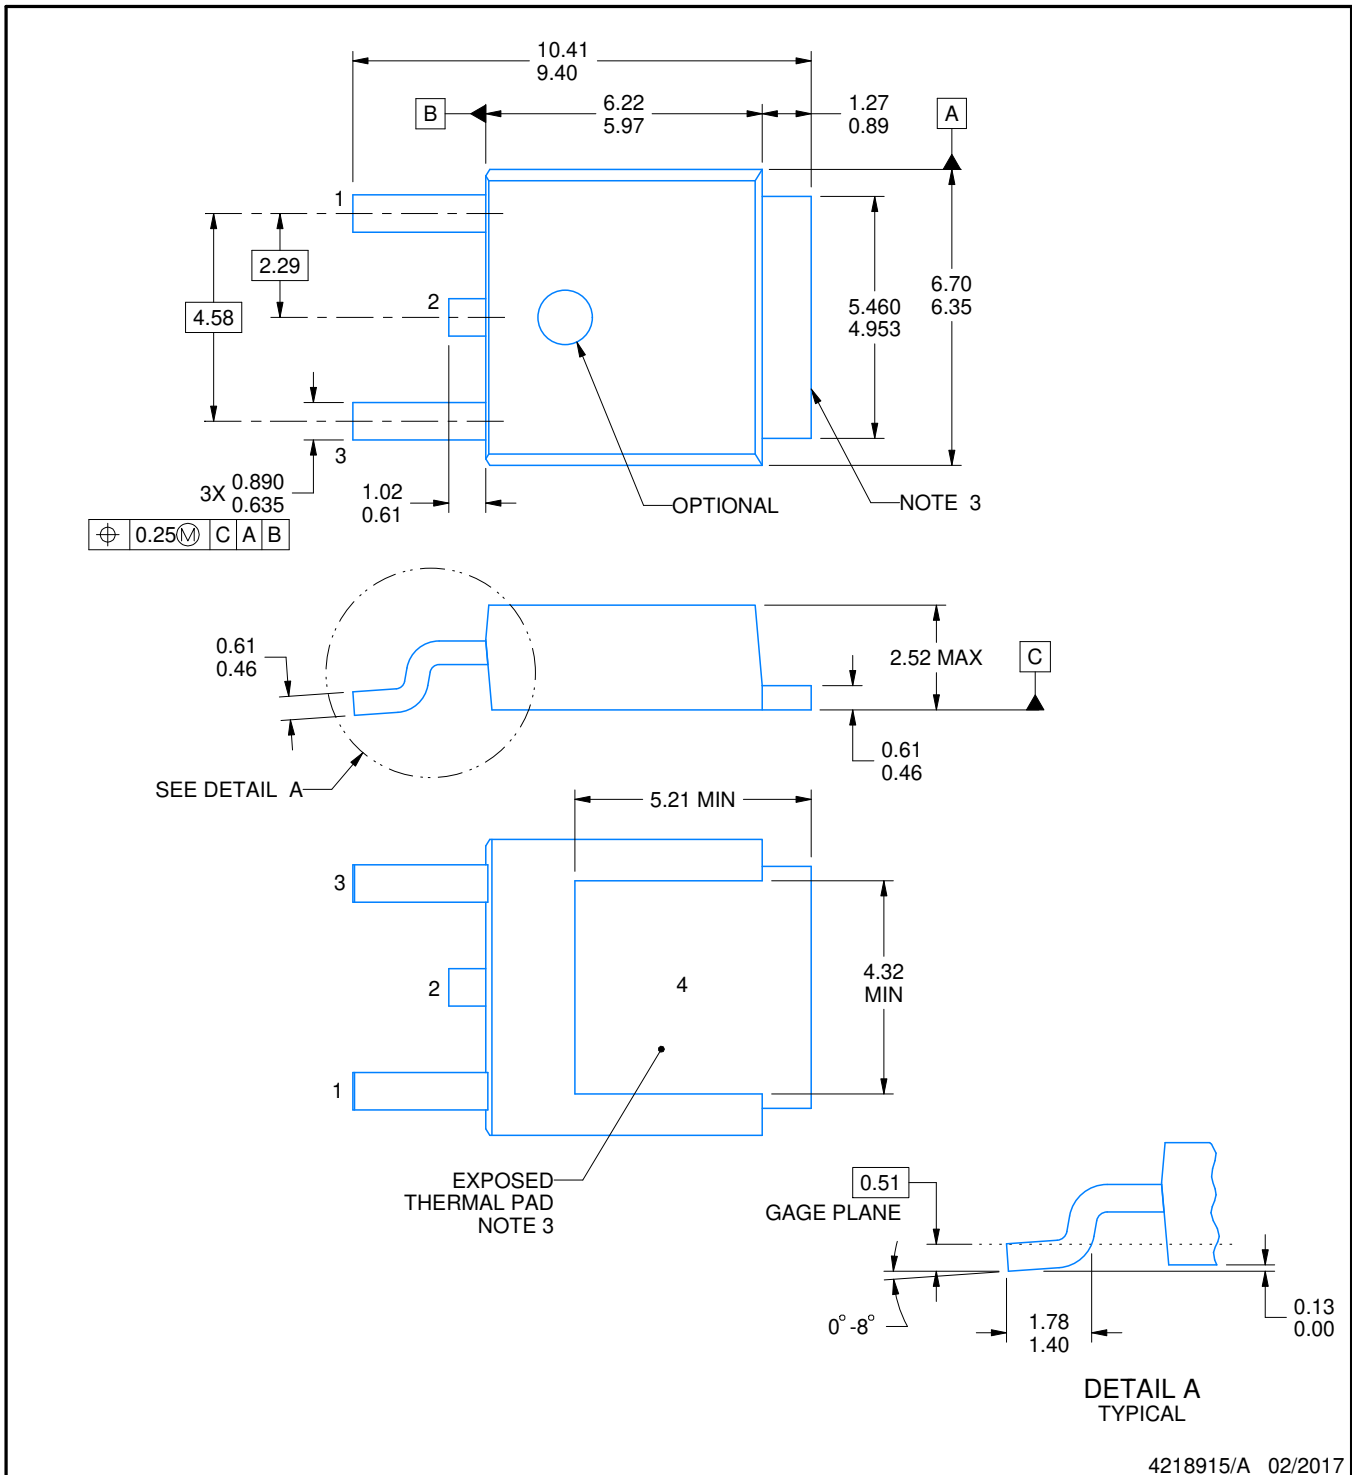 10.41
9.40
B
6.22
5.97
1.27
0.89
A
1
2.29
2
4.58
5.460
4.953
6.70
6.35
3
3X 0.890
0.635
1.02
0.61
OPTIONAL
NOTE 3
⌖ 0.25Ⓜ C A B
0.61
0.46
2.52 MAX
C
0.61
0.46
SEE DETAIL A
5.21 MIN
3
2
4
4.32
MIN
1
EXPOSED
THERMAL PAD
NOTE 3
0.51
GAGE PLANE
0°-8°
1.78
1.40
0.13
0.00
DETAIL A
TYPICAL
4218915/A 02/2017